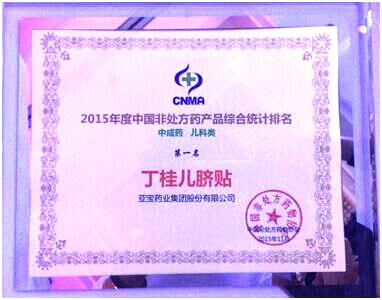 CNMA
2015年度中国非处方药产品综合统计排名
中成药 儿科类
第一名
丁桂儿脐贴
亚宝药业集团股份有限公司
中国非处方药物协会
2015年11月